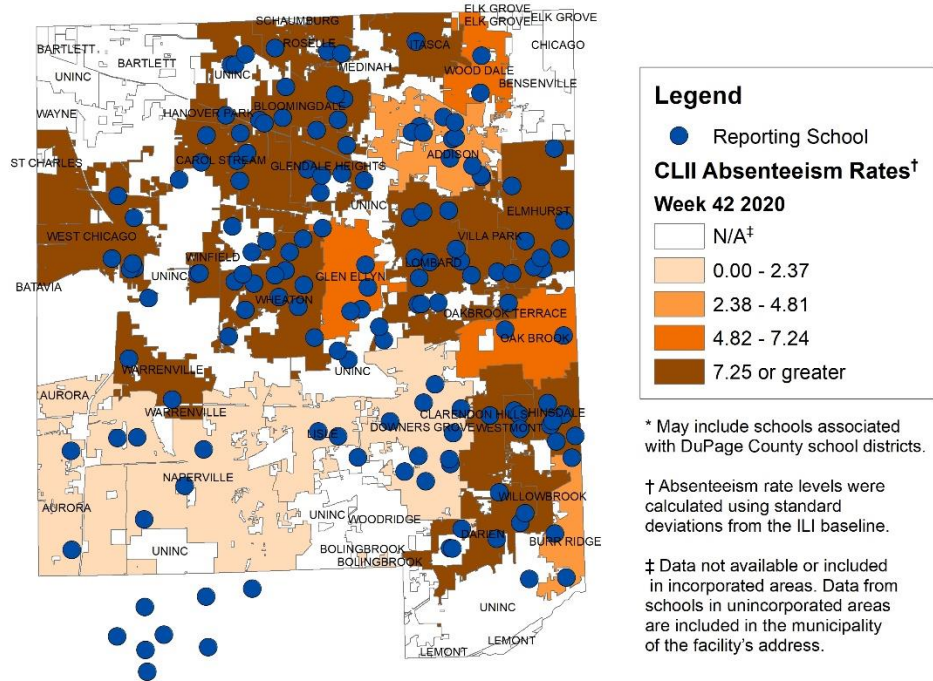 ELK GROVE
ELK GROVE
ELK GROVE
SCHAUMBURG
ROSELLE
ITASCA
CHICAGO
BARTLETT
BARTLETT
MEDINAH
UNINC
UNINC
WOOD DALE
BENSENVILLE
WAYNE
HANOVER PARK
BLOOMINGDALE
ADDISON
ST CHARLES
CAROL STREAM
GLENDALE HEIGHTS
UNINC
ELMHURST
WEST CHICAGO
VILLA PARK
WINFIELD
LOMBARD
UNINC
GLEN ELLYN
BATAVIA
WHEATON
OAKBROOK TERRACE
OAK BROOK
WARRENVILLE
UNINC
AURORA
WARRENVILLE
CLARENDON HILLS
HINSDALE
DOWNERS GROVE
WESTMONT
LISLE
NAPERVILLE
WILLOWBROOK
AURORA
UNINC
WOODRIDGE
DARIEN
BURR RIDGE
UNINC
BOLINGBROOK
BOLINGBROOK
UNINC
LEMONT
LEMONT
Legend
Reporting School
CLII Absenteeism Rates†
Week 42 2020
N/A‡
0.00 - 2.37
2.38 - 4.81
4.82 - 7.24
7.25 or greater
* May include schools associated
with DuPage County school districts.
† Absenteeism rate levels were
calculated using standard
deviations from the ILI baseline.
‡ Data not available or included
in incorporated areas. Data from
schools in unincorporated areas
are included in the municipality
of the facility's address.